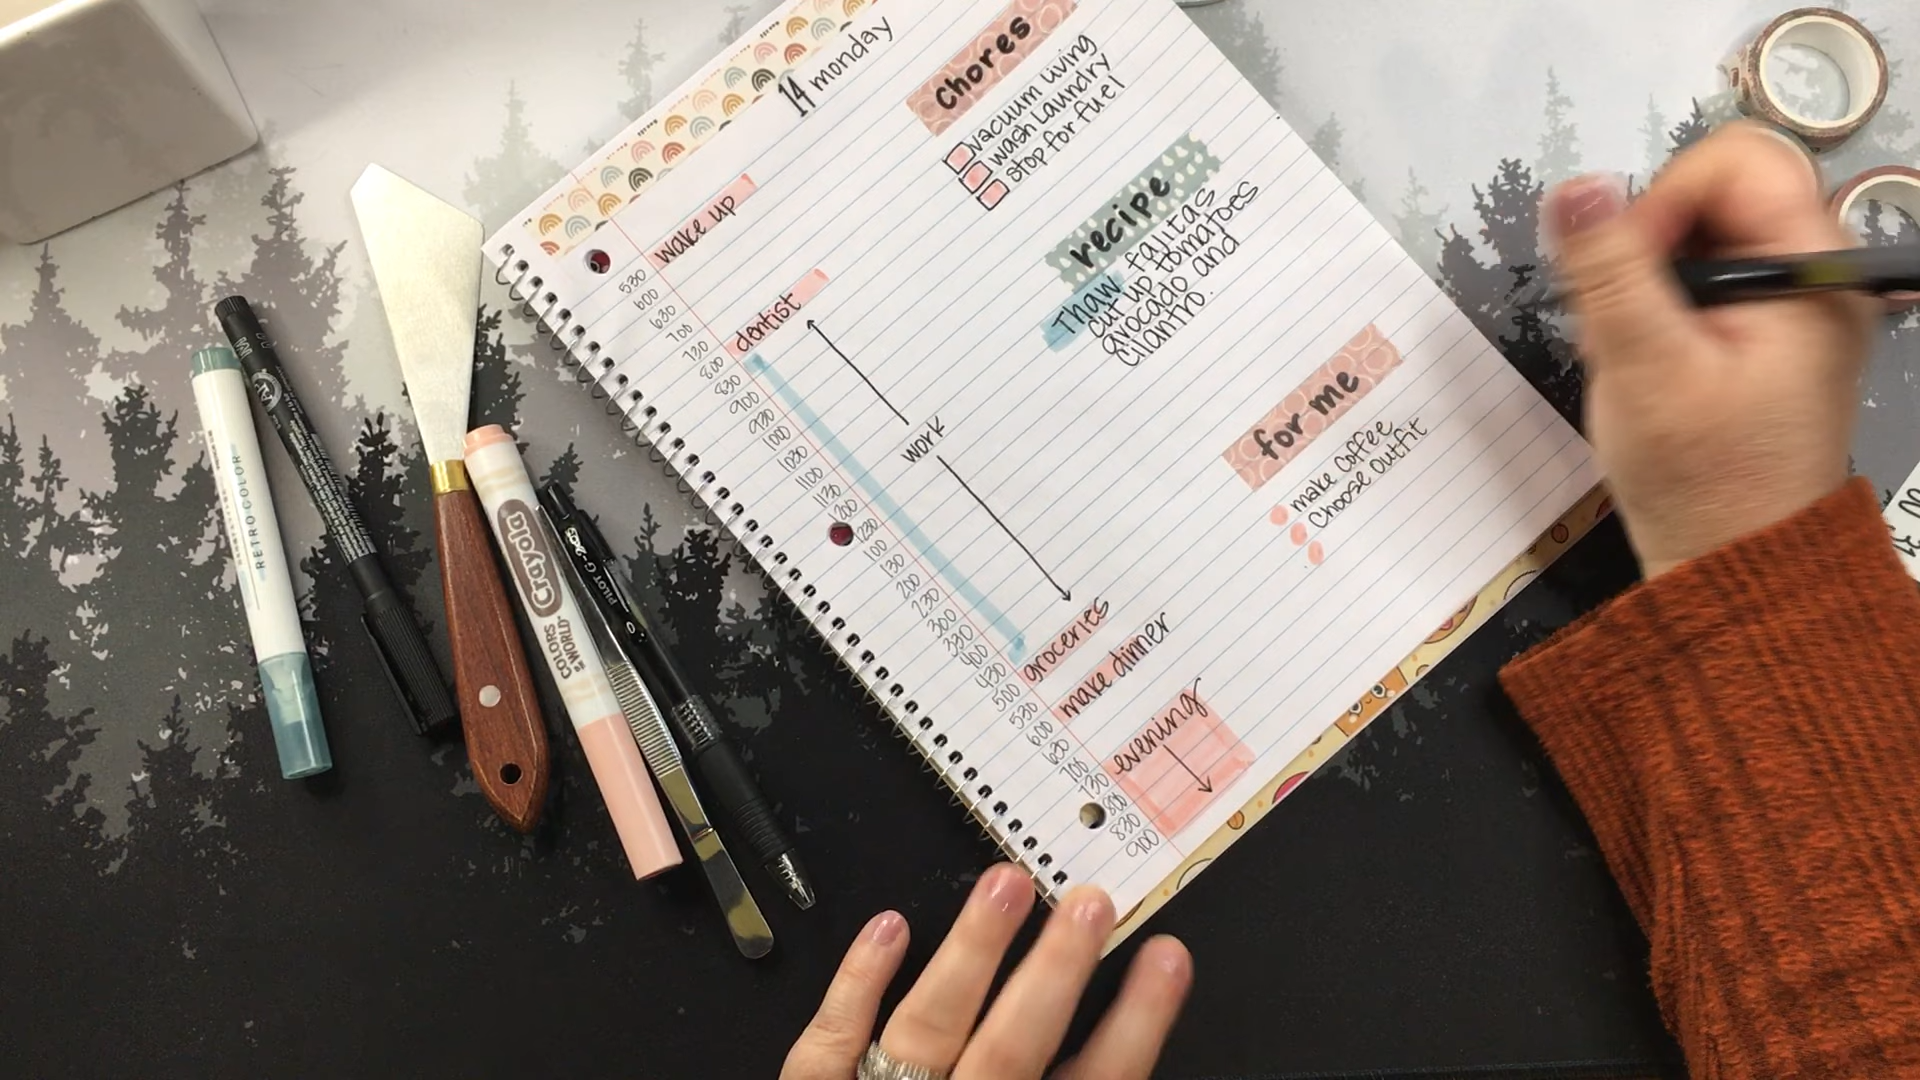 14 monday
wake up
dentist
work
groceries
make dinner
evening
530
600
630
700
730
800
830
900
930
1000
1030
1100
1130
1200
1230
100
130
200
230
300
330
400
430
500
530
600
630
700
730
800
830
900
chores
vacuum living
wash laundry
stop for fuel
recipe
Thaw fajitas
cut up tomatoes
avocado and
cilantro.
for me
make coffee
choose outfit
RETRO COLOR
Crayola
COLORS
OF THE
WORLD
PILOT G-2